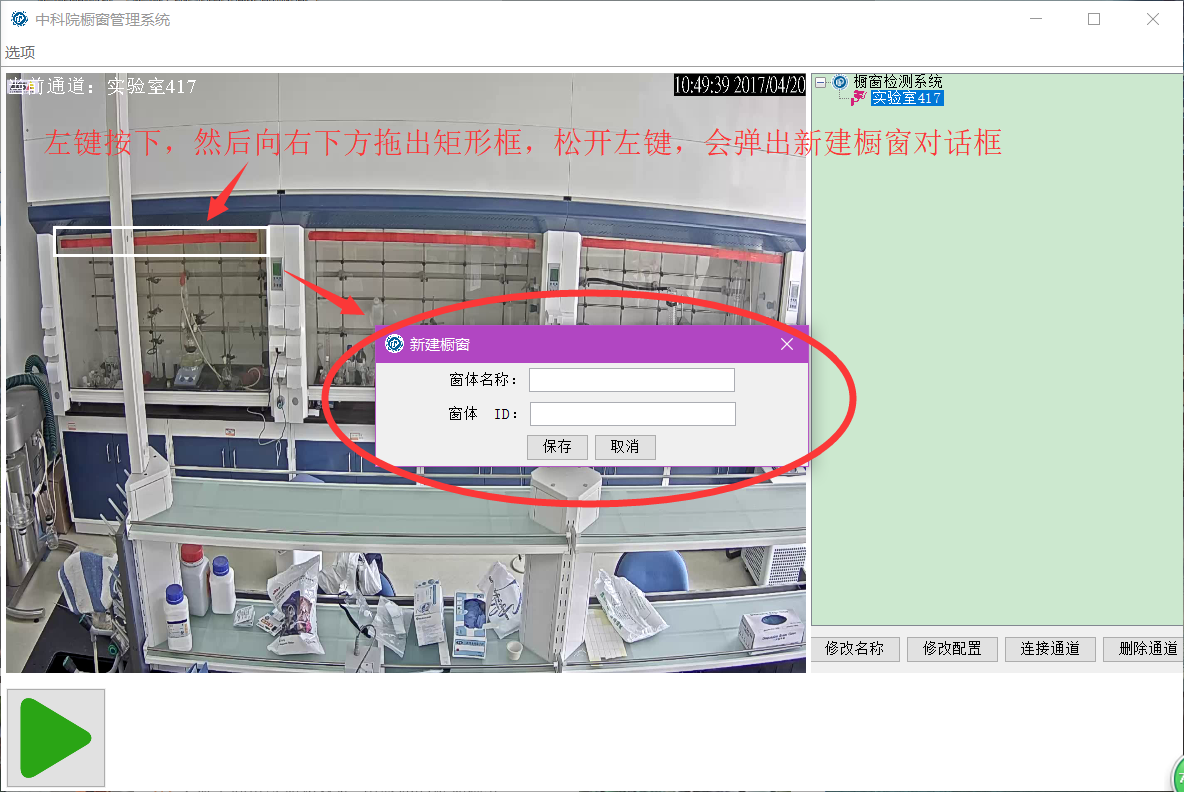 中科院橱窗管理系统
选项
当前通道：实验室417
10:49:39 2017/04/20
橱窗检测系统
实验室417
左键按下，然后向右下方拖出矩形框，松开左键，会弹出新建橱窗对话框
新建橱窗
窗体名称：
窗体 ID：
保存 取消
修改名称 修改配置 连接通道 删除通道